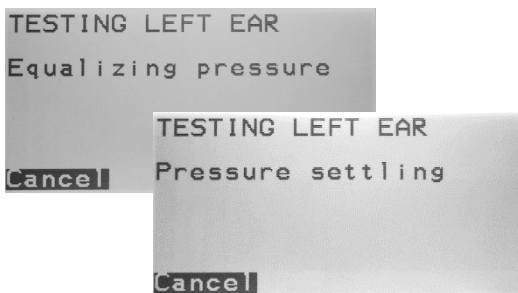 TESTING LEFT EAR
Equalizing pressure
Cancel
TESTING LEFT EAR
Pressure settling
Cancel